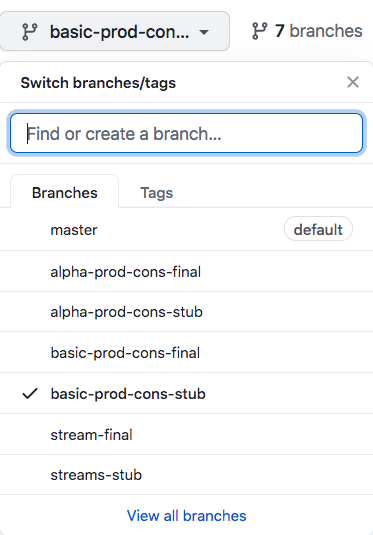 basic-prod-con... 7 branches
Switch branches/tags
Find or create a branch...
Branches Tags
master default
alpha-prod-cons-final
alpha-prod-cons-stub
basic-prod-cons-final
basic-prod-cons-stub
stream-final
streams-stub
View all branches